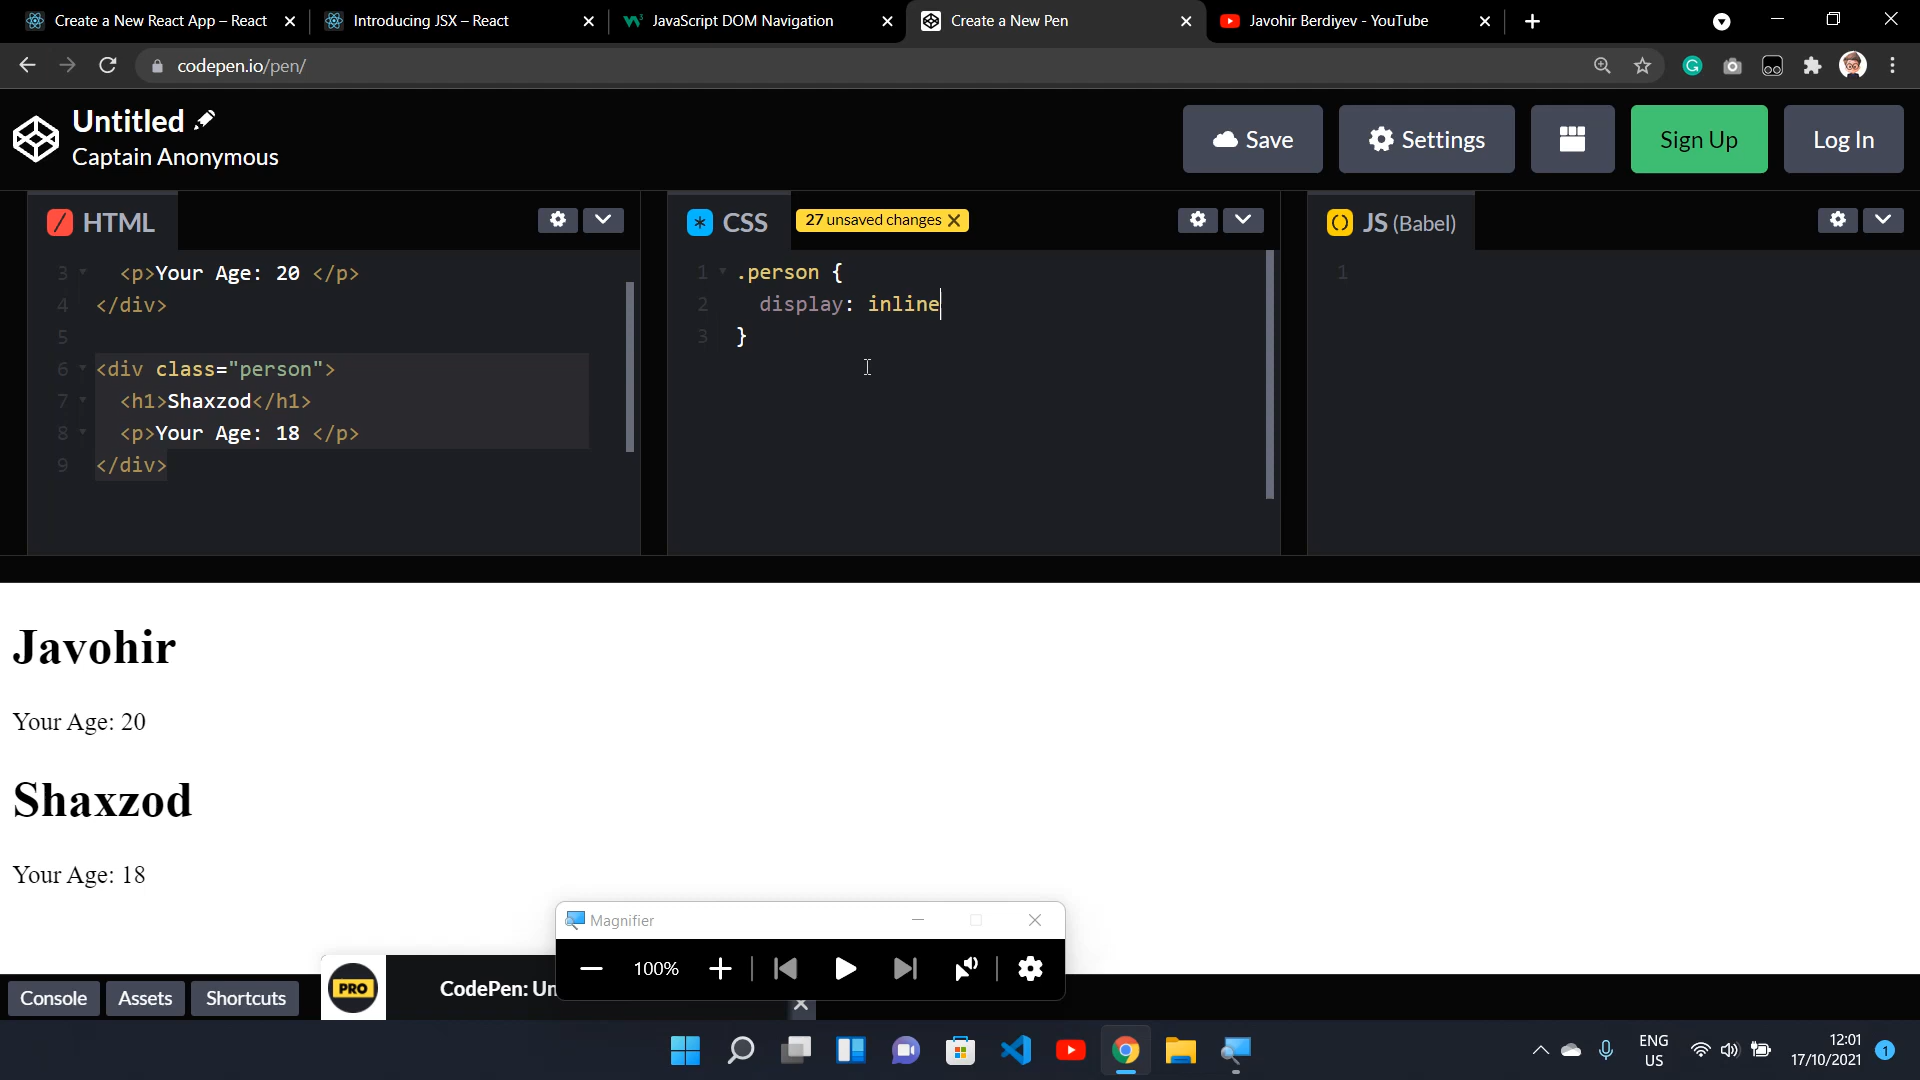 Create a New React App – React
Introducing JSX – React
JavaScript DOM Navigation
Create a New Pen
Javohir Berdiyev - YouTube
codepen.io/pen/
Untitled
Captain Anonymous
Save
Settings
Sign Up
Log In
HTML
CSS
27 unsaved changes
JS (Babel)
3 <p>Your Age: 20 </p>
4 </div>
5
6 <div class="person">
7 <h1>Shaxzod</h1>
8 <p>Your Age: 18 </p>
9 </div>
1 .person {
2 display: inline
3 }
1
Javohir
Your Age: 20
Shaxzod
Your Age: 18
Magnifier
100%
Console
Assets
Shortcuts
PRO
CodePen: Un
ENG
US
12:01
17/10/2021
1